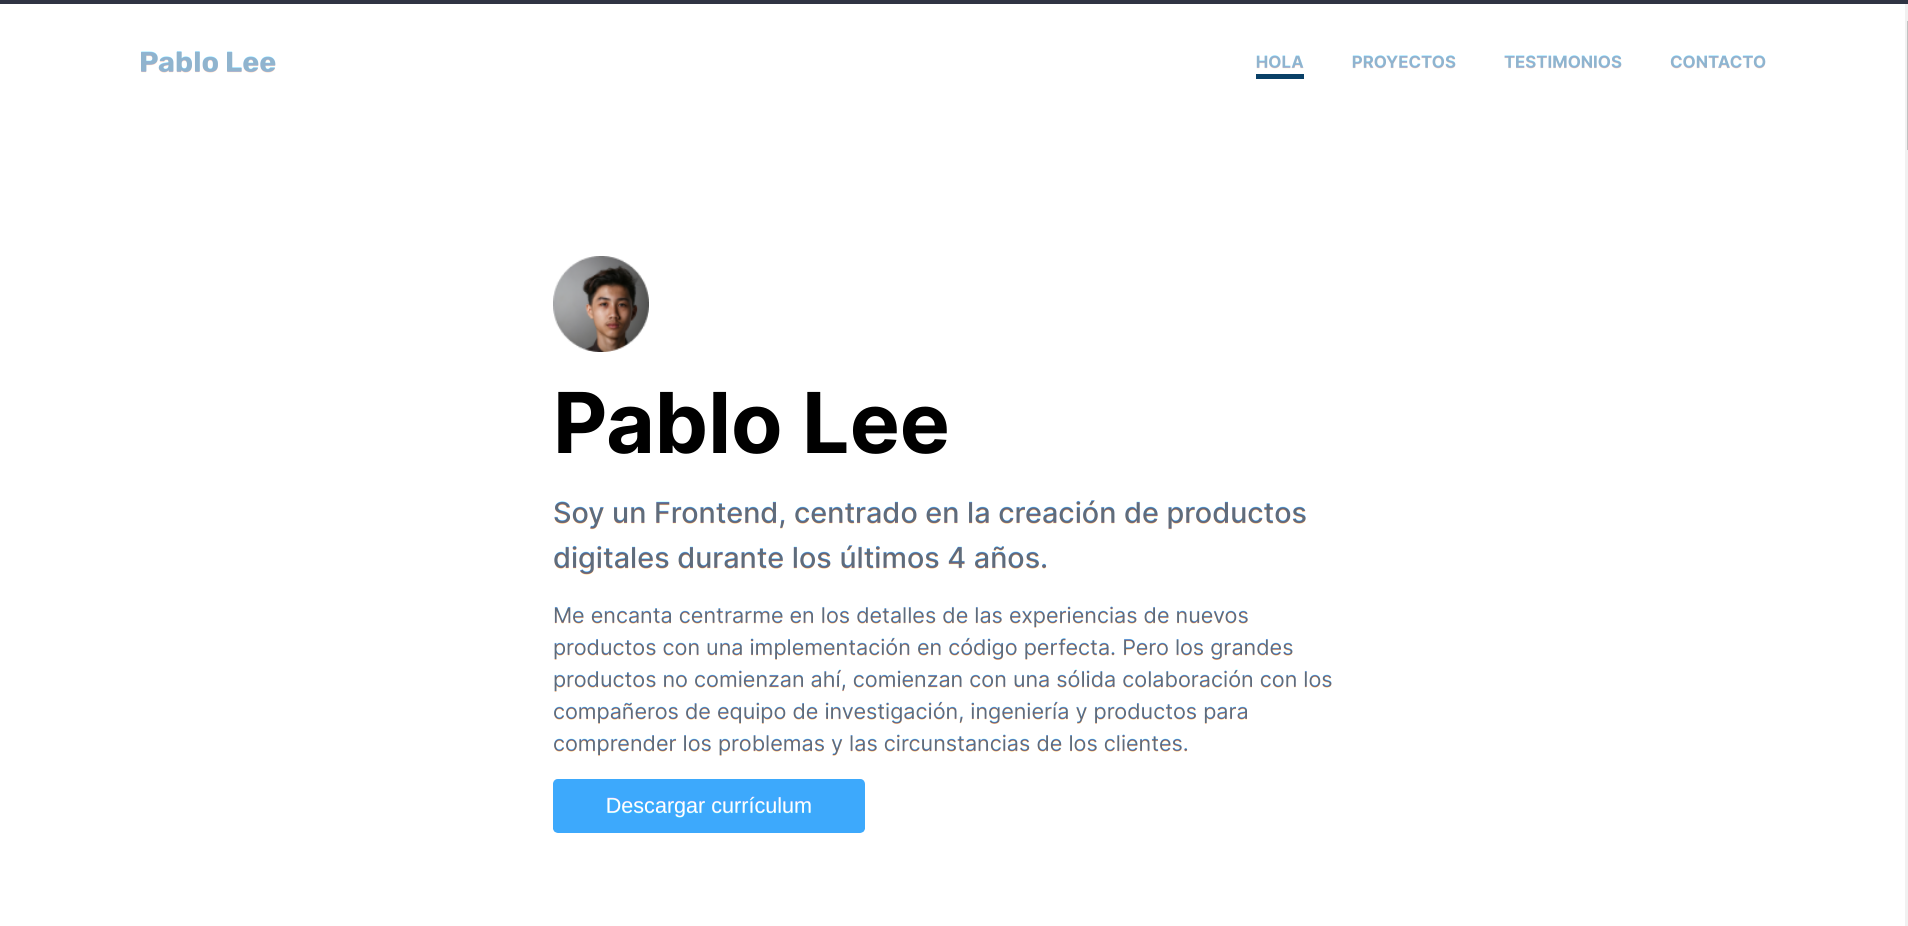 Pablo Lee
HOLA PROYECTOS TESTIMONIOS CONTACTO
Pablo Lee
Soy un Frontend, centrado en la creación de productos
digitales durante los últimos 4 años.
Me encanta centrarme en los detalles de las experiencias de nuevos
productos con una implementación en código perfecta. Pero los grandes
productos no comienzan ahí, comienzan con una sólida colaboración con los
compañeros de equipo de investigación, ingeniería y productos para
comprender los problemas y las circunstancias de los clientes.
Descargar currículum